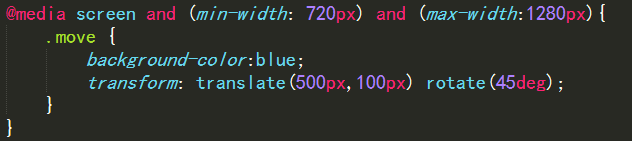 @media screen and (min-width: 720px) and (max-width:1280px){
    .move {
        background-color:blue;
        transform: translate(500px,100px) rotate(45deg);
    }
}